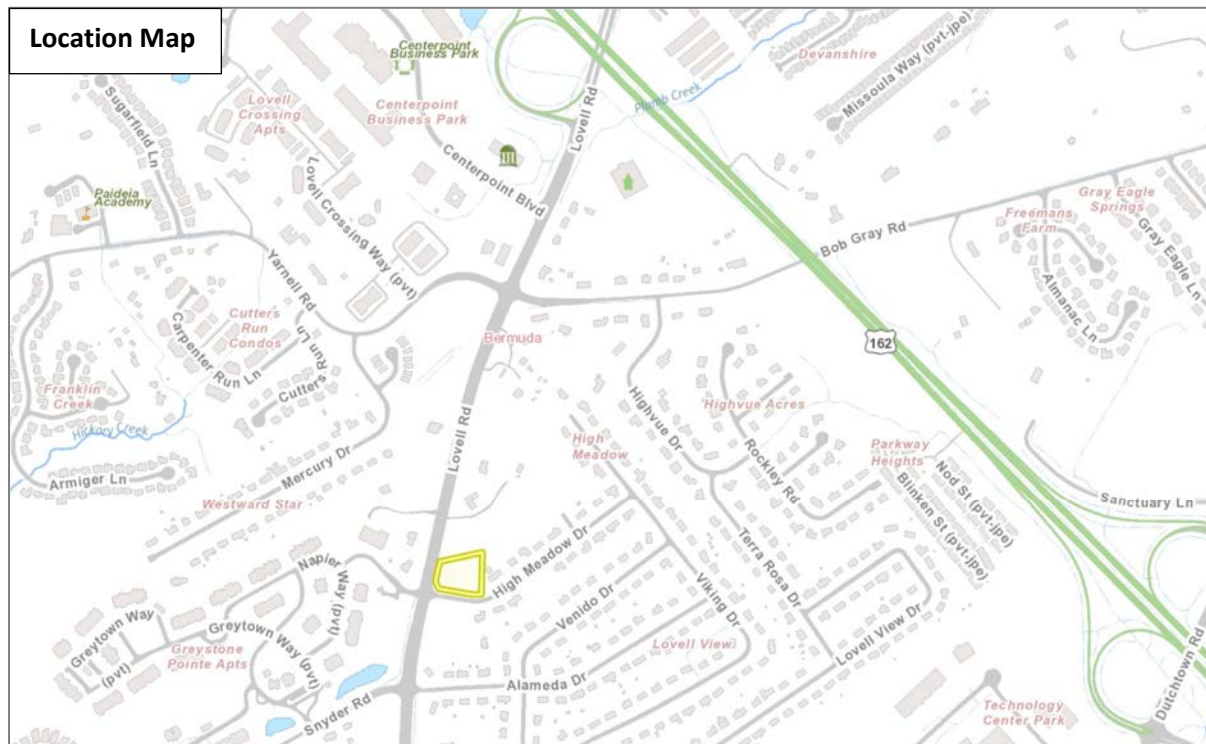 Location Map
Centerpoint
Business Park
Devanshire
Missoula Way (pvt-jpe)
Plumb Creek
Lovell Rd
Sugarfield Ln
Lovell
Crossing
Apts
Centerpoint
Business Park
Centerpoint Blvd
Lovell Crossing Way (pvt)
Paideia
Academy
Gray Eagle
Springs
Freemans
Farm
Gray Eagle Ln
Bob Gray Rd
Almanac Ln
Yarnell Rd
Cutters
Run
Condos
Carpenter Run Ln
Cutters Run Ln
Bermuda
162
Franklin
Creek
Hickory Creek
Armiger Ln
Mercury Dr
Westward Star
Lovell Rd
High
Meadow
Highvue Dr
Highvue Acres
Rockley Rd
Parkway
Heights
Nod St (pvt-jpe)
Blinken St (pvt-jpe)
Sanctuary Ln
Napier Way (pvt)
High Meadow Dr
Terra Rosa Dr
Viking Dr
Venido Dr
Greytown Way
(pvt)
Greytown Way (pvt)
Greystone
Pointe Apts
Lovell View
Lovell View Dr
Alameda Dr
Snyder Rd
Technology
Center Park
Dutchtown Rd